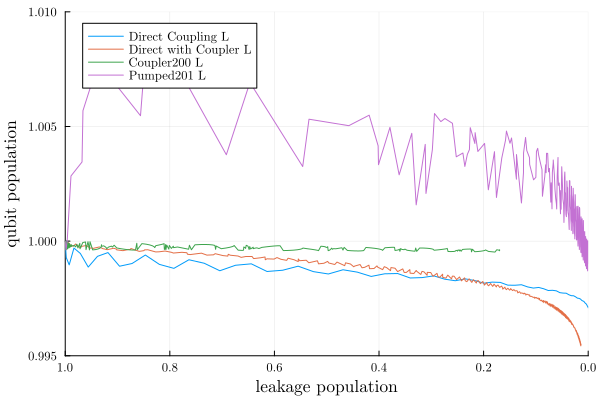 1.010
Direct Coupling L
Direct with Coupler L
Coupler200 L
Pumped201 L
1.005
qubit population
1.000
0.995
1.0 0.8 0.6 0.4 0.2 0.0
leakage population